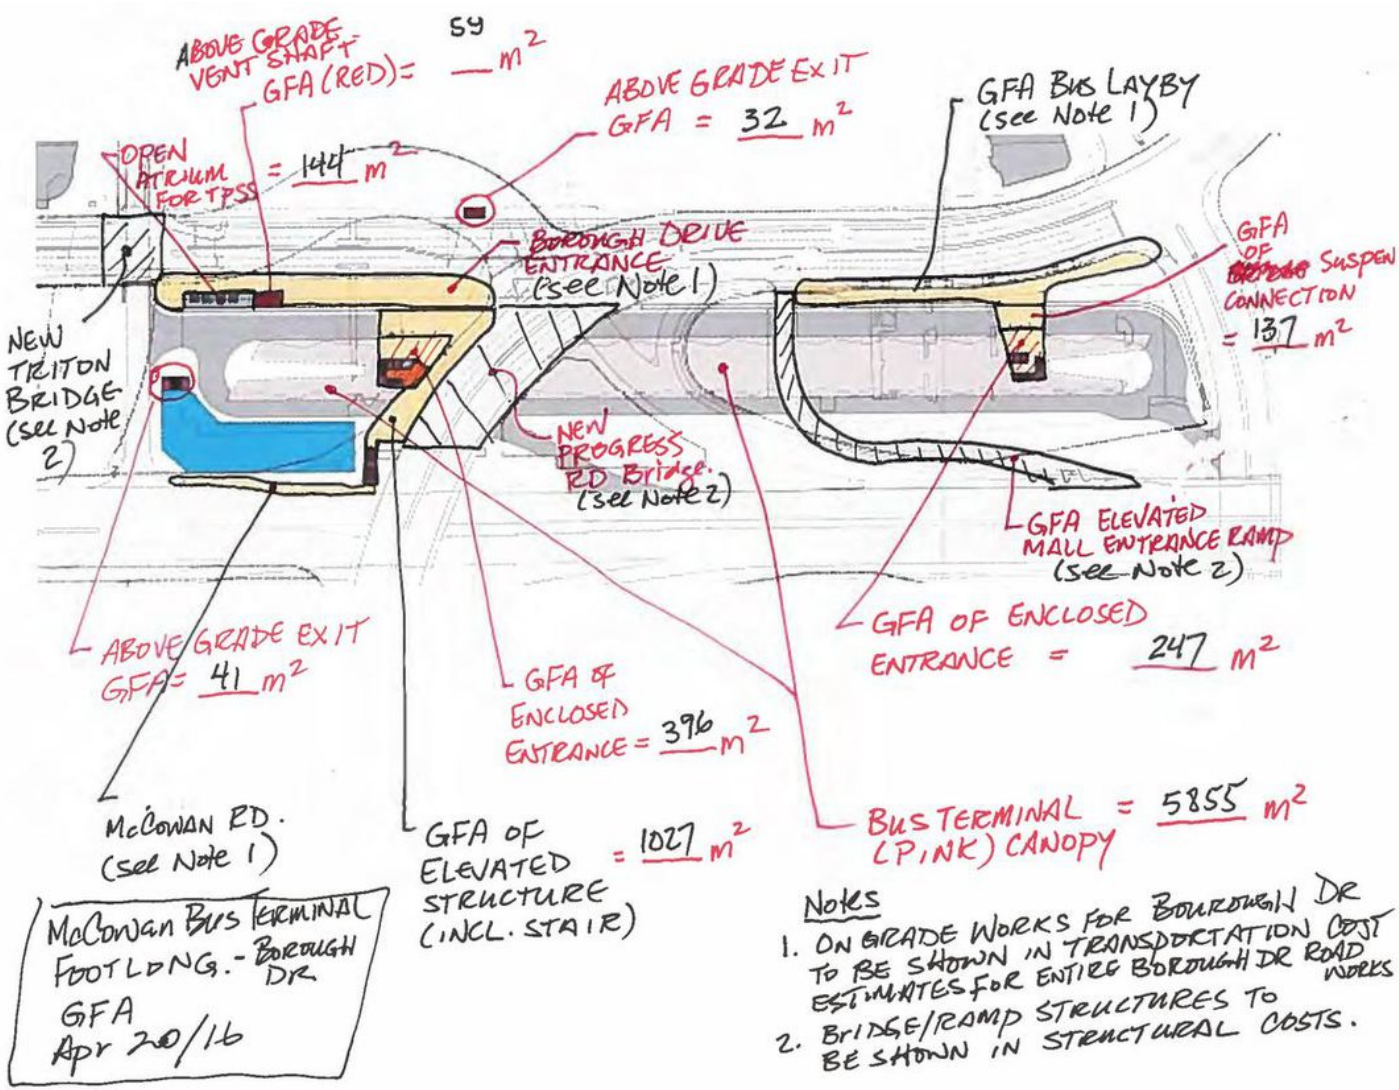 ABOVE GRADE
VENT SHAFT
GFA (RED) = 59 m²
ABOVE GRADE EXIT
GFA = 32 m²
GFA BUS LAYBY
(see Note 1)
OPEN
ATRIUM
FOR TPSS
= 144 m²
BOROUGH DRIVE
ENTRANCE
(see Note 1)
GFA
OF
SUSPEN
CONNECTION
= 137 m²
NEW
TRITON
BRIDGE
(see Note
2)
NEW
PROGRESS
RD Bridge.
(see Note 2)
GFA ELEVATED
MALL ENTRANCE RAMP
(see Note 2)
ABOVE GRADE EXIT
GFA = 41 m²
GFA OF
ENCLOSED
ENTRANCE = 396 m²
GFA OF ENCLOSED
ENTRANCE = 247 m²
McCOWAN RD.
(see Note 1)
GFA OF
ELEVATED
STRUCTURE
(INCL. STAIR)
= 1027 m²
BUS TERMINAL
(PINK) CANOPY
= 5855 m²
McCowan Bus TERMINAL
FOOTLONG. - BOROUGH
DR
GFA
Apr 20/16
Notes
1. ON GRADE WORKS FOR BOUROUGH DR
TO BE SHOWN IN TRANSPORTATION COST
ESTIMATES FOR ENTIRE BOROUGH DR ROAD
WORKS
2. BRIDGE/RAMP STRUCTURES TO
BE SHOWN IN STRUCTURAL COSTS.